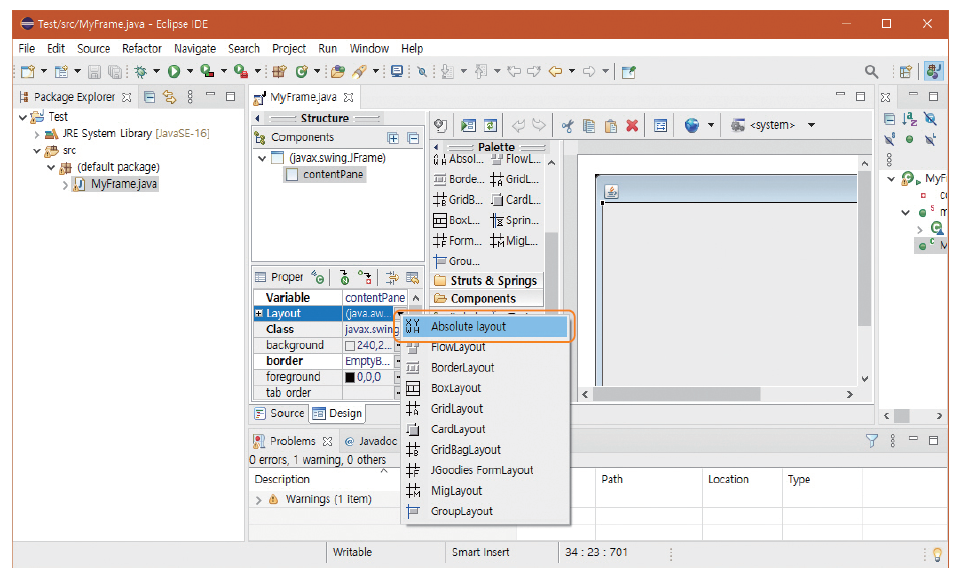 Test/src/MyFrame.java - Eclipse IDE
File Edit Source Refactor Navigate Search Project Run Window Help
Package Explorer
Test
JRE System Library [JavaSE-16]
src
(default package)
MyFrame.java
MyFrame.java
Structure
Components
(javax.swing.JFrame)
contentPane
Proper
Variable contentPane
Layout (java.aw...
Class javax.swing
background 240,2...
border EmptyB...
foreground 0,0,0
tab order
Source Design
<system>
Palette
Absol... FlowL...
Borde... GridL...
GridB... CardL...
BoxL... Sprin...
Form... MigL...
Grou...
Struts & Springs
Components
Absolute layout
FlowLayout
BorderLayout
BoxLayout
GridLayout
CardLayout
GridBagLayout
JGoodies FormLayout
MigLayout
GroupLayout
MyF
Problems @ Javadoc
0 errors, 1 warning, 0 others
Description Path Location Type
Warnings (1 item)
Writable Smart Insert 34 : 23 : 701